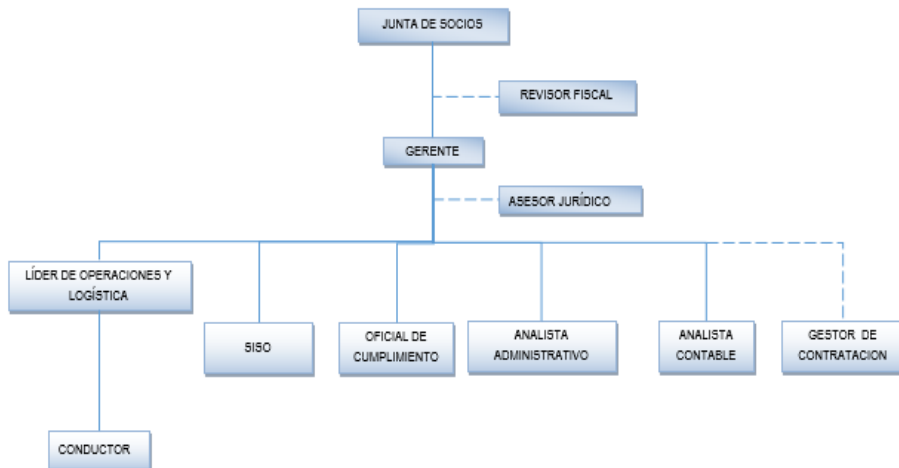 JUNTA DE SOCIOS
REVISOR FISCAL
GERENTE
ASESOR JURÍDICO
LÍDER DE OPERACIONES Y
LOGÍSTICA
SISO
OFICIAL DE
CUMPLIMIENTO
ANALISTA
ADMINISTRATIVO
ANALISTA
CONTABLE
GESTOR DE
CONTRATACION
CONDUCTOR